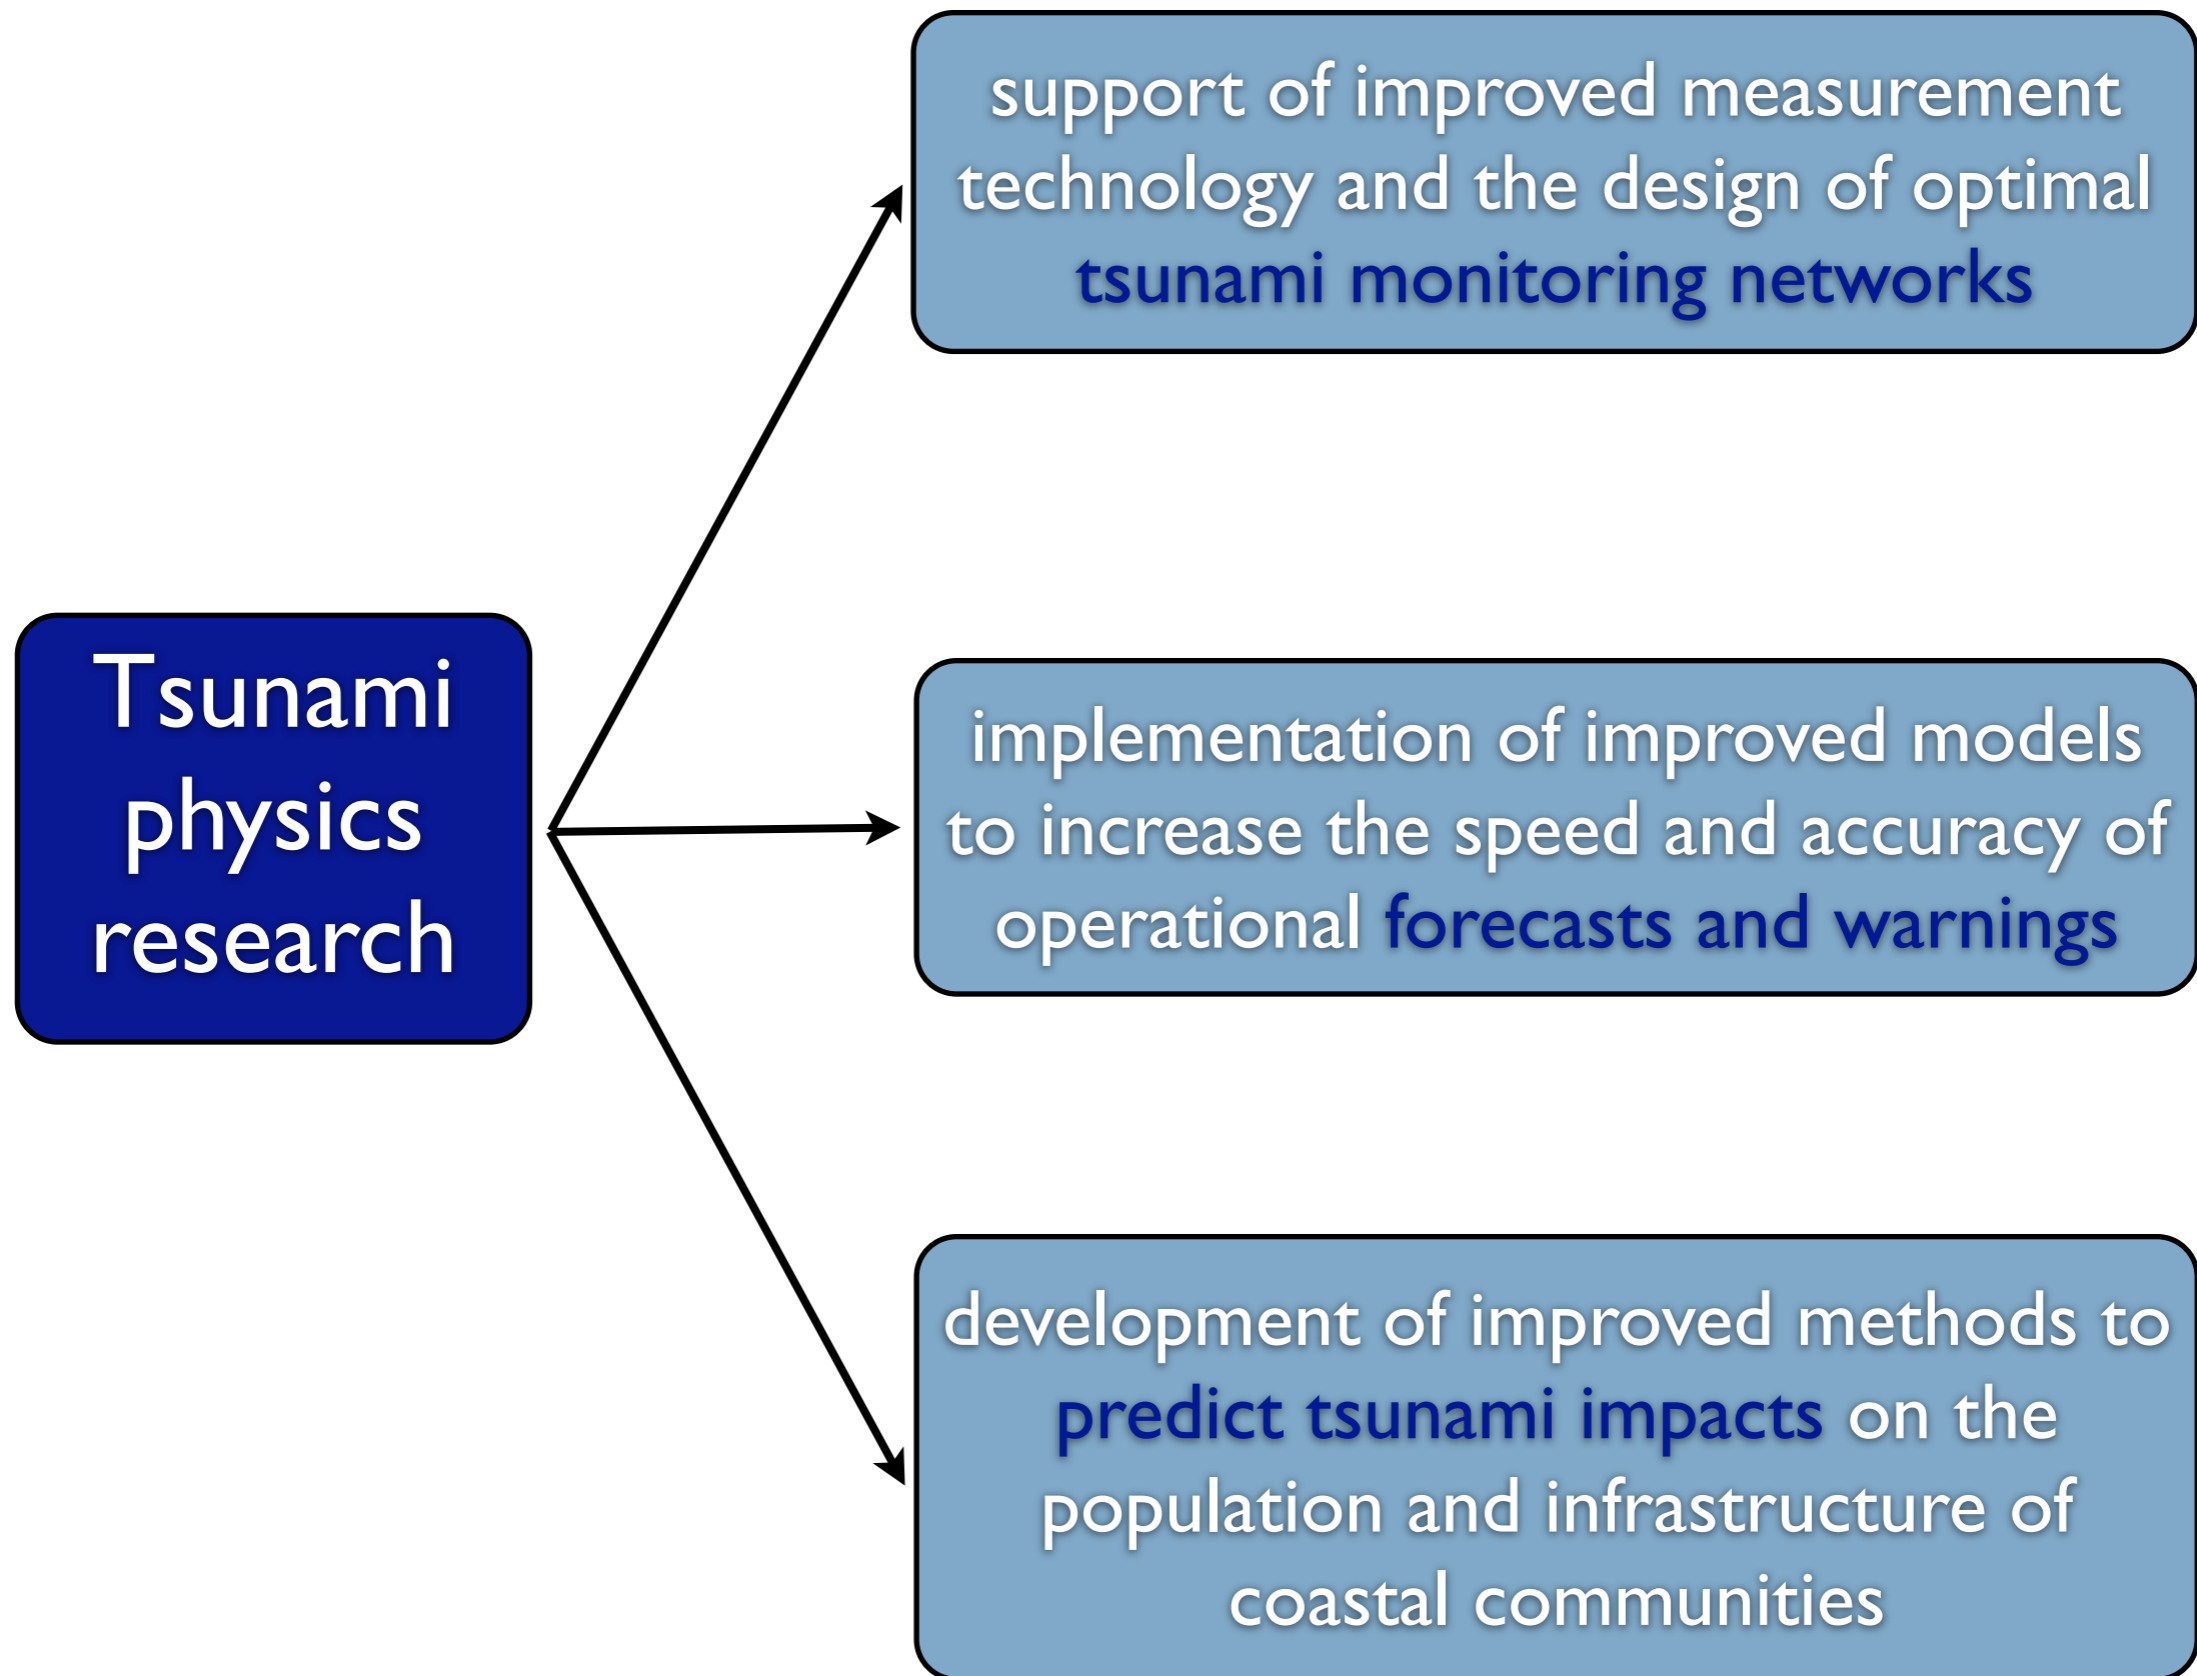 Tsunami
physics
research
support of improved measurement
technology and the design of optimal
tsunami monitoring networks
implementation of improved models
to increase the speed and accuracy of
operational forecasts and warnings
development of improved methods to
predict tsunami impacts on the
population and infrastructure of
coastal communities